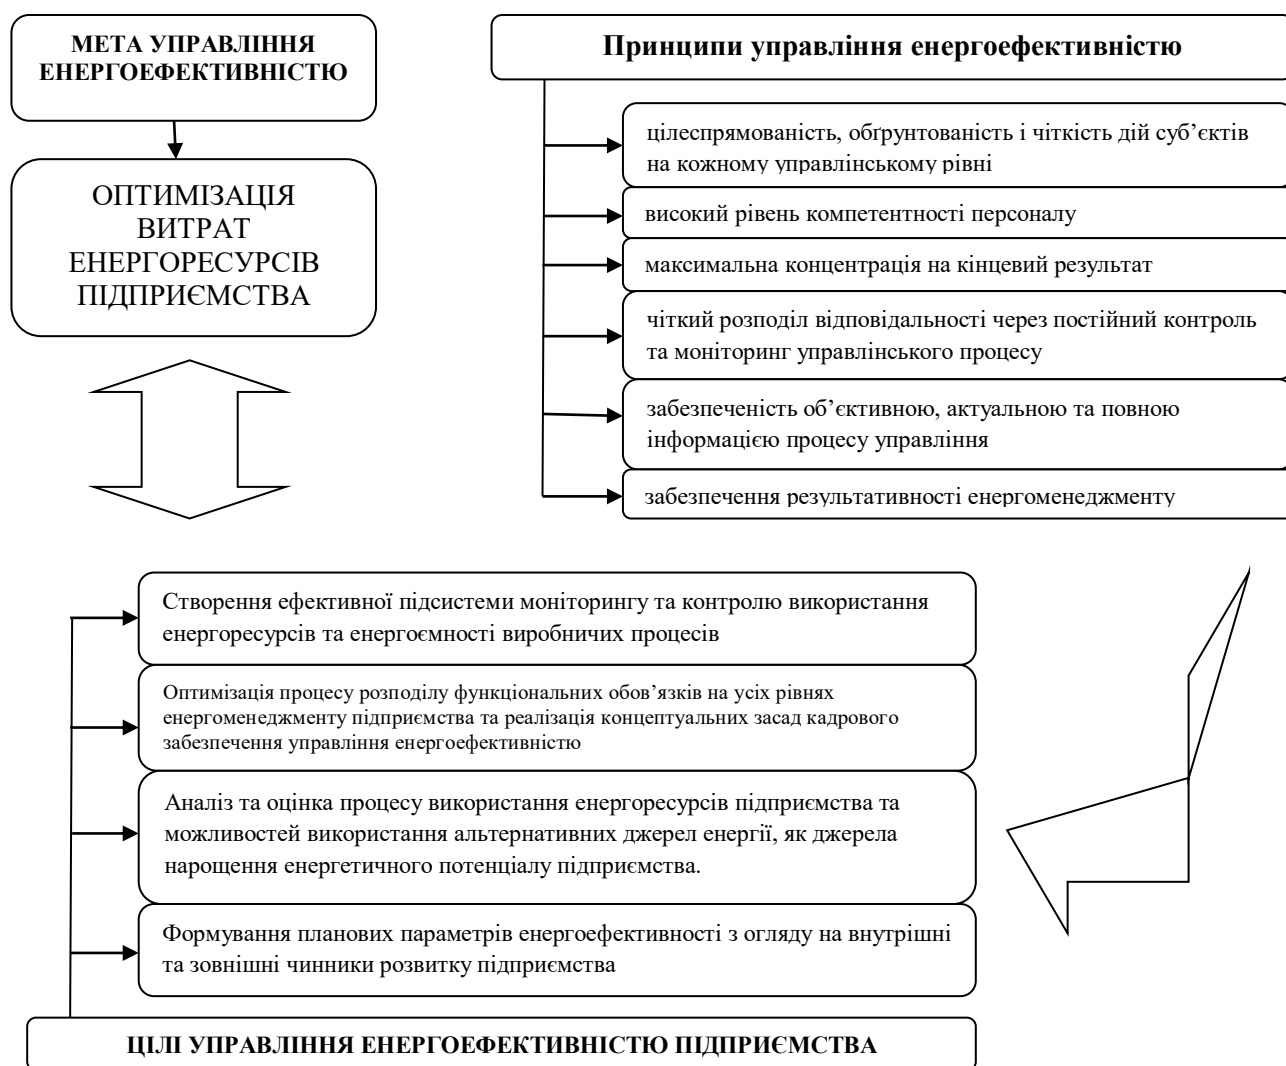 МЕТА УПРАВЛІННЯ
ЕНЕРГОЕФЕКТИВНІСТЮ
ОПТИМІЗАЦІЯ
ВИТРАТ
ЕНЕРГОРЕСУРСІВ
ПІДПРИЄМСТВА
Принципи управління енергоефективністю
цілеспрямованість, обґрунтованість і чіткість дій суб’єктів
на кожному управлінському рівні
високий рівень компетентності персоналу
максимальна концентрація на кінцевий результат
чіткий розподіл відповідальності через постійний контроль
та моніторинг управлінського процесу
забезпеченість об’єктивною, актуальною та повною
інформацією процесу управління
забезпечення результативності енергоменеджменту
Створення ефективної підсистеми моніторингу та контролю використання
енергоресурсів та енергоємності виробничих процесів
Оптимізація процесу розподілу функціональних обов’язків на усіх рівнях
енергоменеджменту підприємства та реалізація концептуальних засад кадрового
забезпечення управління енергоефективністю
Аналіз та оцінка процесу використання енергоресурсів підприємства та
можливостей використання альтернативних джерел енергії, як джерела
нарощення енергетичного потенціалу підприємства.
Формування планових параметрів енергоефективності з огляду на внутрішні
та зовнішні чинники розвитку підприємства
ЦІЛІ УПРАВЛІННЯ ЕНЕРГОЕФЕКТИВНІСТЮ ПІДПРИЄМСТВА